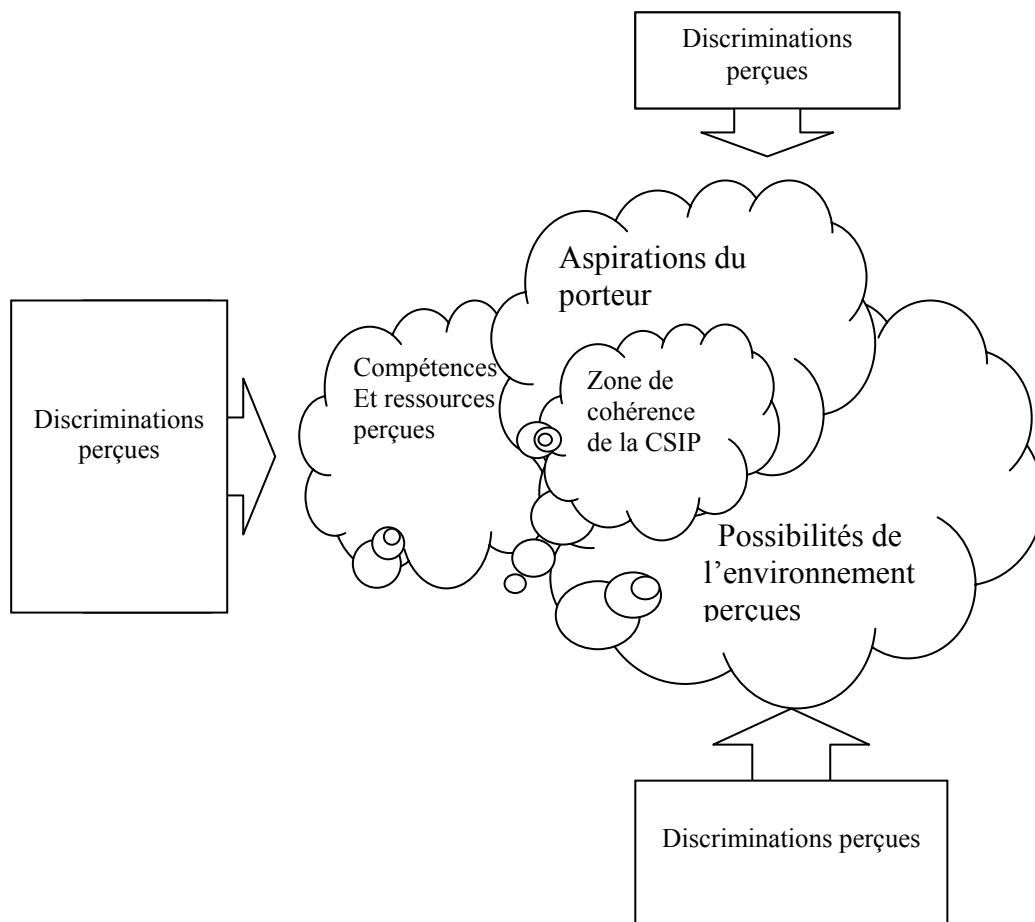 Discriminations
perçues
Aspirations du
porteur
Discriminations
perçues
Compétences
Et ressources
perçues
Zone de
cohérence
de la CSIP
Possibilités de
l’environnement
perçues
Discriminations perçues